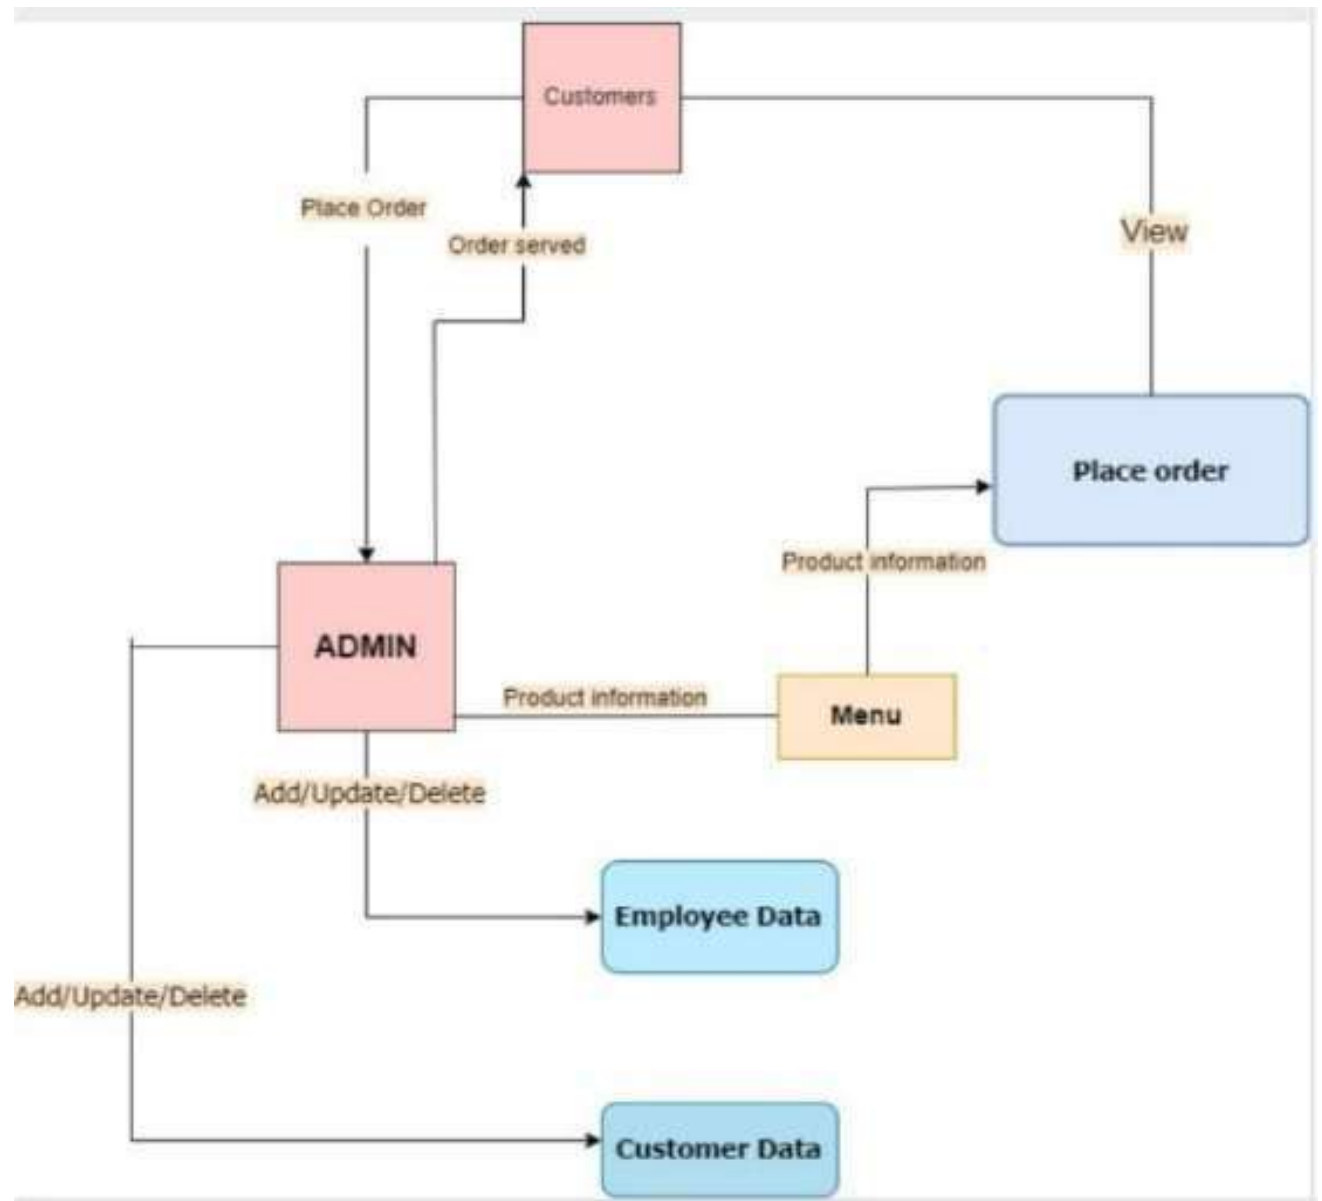 Customers
Place Order
Order served
View
Place order
Product information
ADMIN
Product information
Menu
Add/Update/Delete
Employee Data
Add/Update/Delete
Customer Data